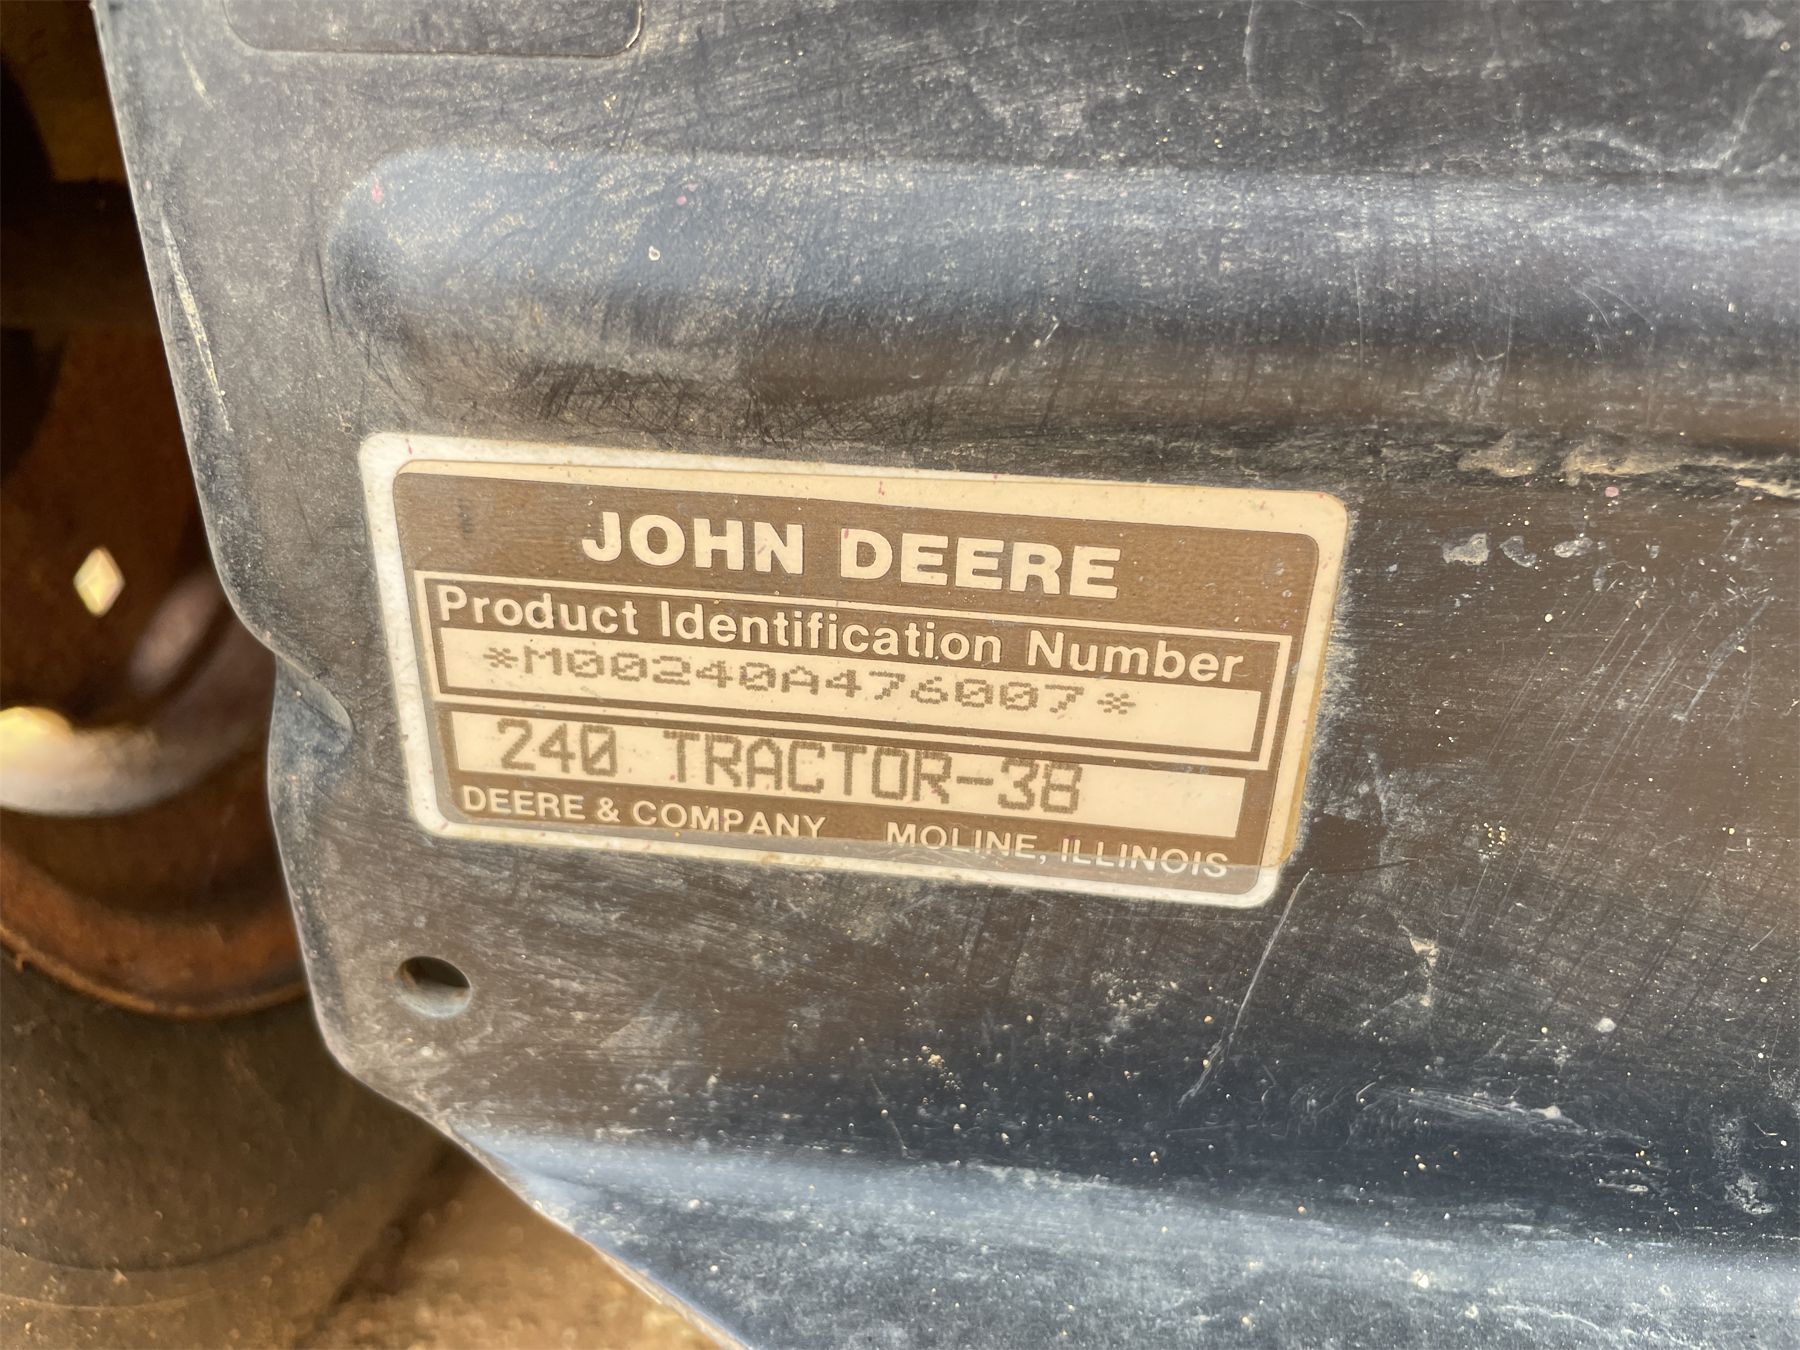 JOHN DEERE
Product Identification Number
*M00240A476007*
240 TRACTOR-38
DEERE & COMPANY MOLINE, ILLINOIS